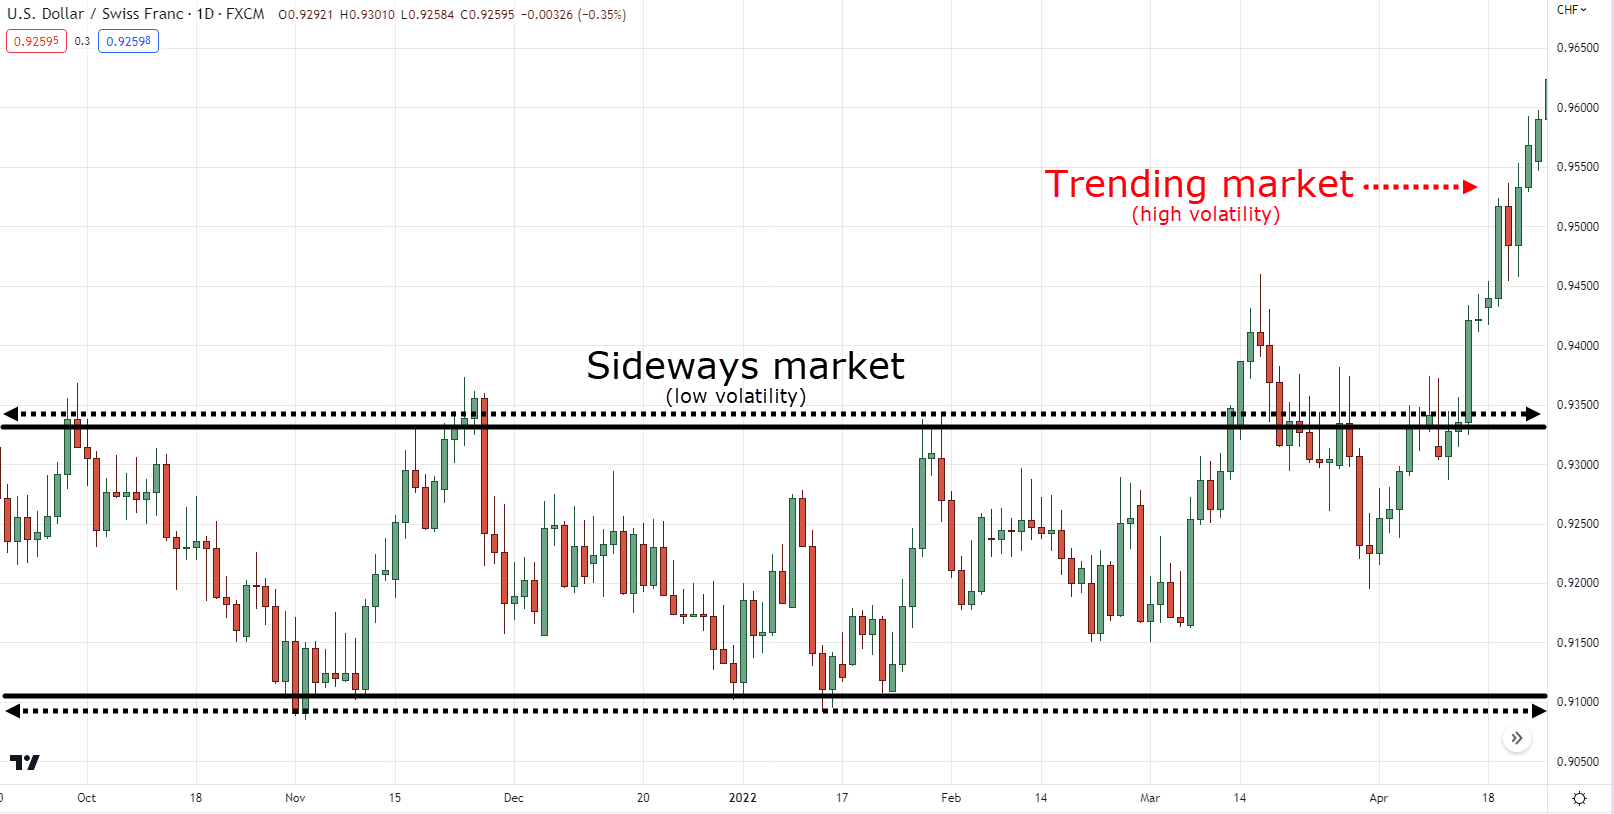 U.S. Dollar / Swiss Franc · 1D · FXCM O0.92921 H0.93010 L0.92584 C0.92595 −0.00326 (−0.35%)
CHF
0.92595 0.3 0.92598
0.96500
0.96000
0.95500
Trending market
(high volatility)
0.95000
0.94500
0.94000
Sideways market
(low volatility)
0.93500
0.93000
0.92500
0.92000
0.91500
0.91000
0.90500
Oct 18 Nov 15 Dec 20 2022 17 Feb 14 Mar 14 Apr 18